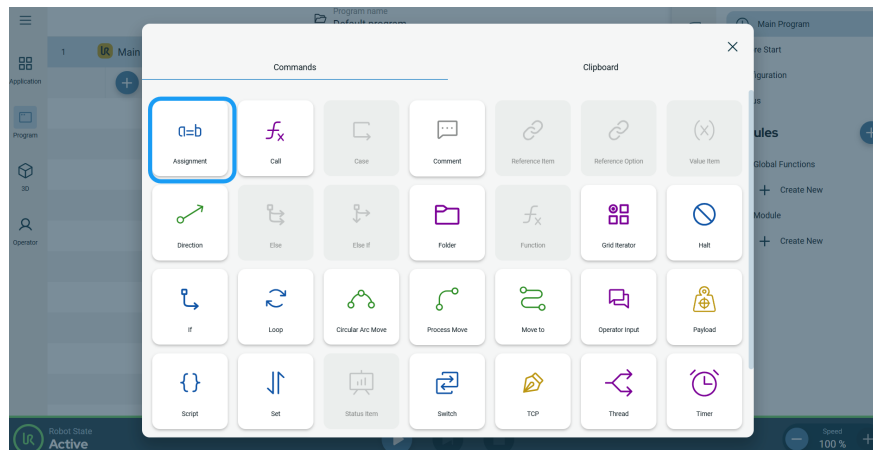 Program name
Default program
Main Program
1 Main
Commands
Clipboard
re Start
Application
iguration
us
a=b
Assignment
fx
Call
Case
Comment
Reference Item
Reference Option
(×)
Value Item
Program
ules
Global Functions
3D
Create New
Direction
Else
Else If
Folder
fx
Function
Grid Iterator
Halt
Module
Operator
Create New
If
Loop
Circular Arc Move
Process Move
Move to
Operator Input
Payload
{}
Script
Set
Status Item
Switch
TCP
Thread
Timer
Robot State
Active
Speed
100 %